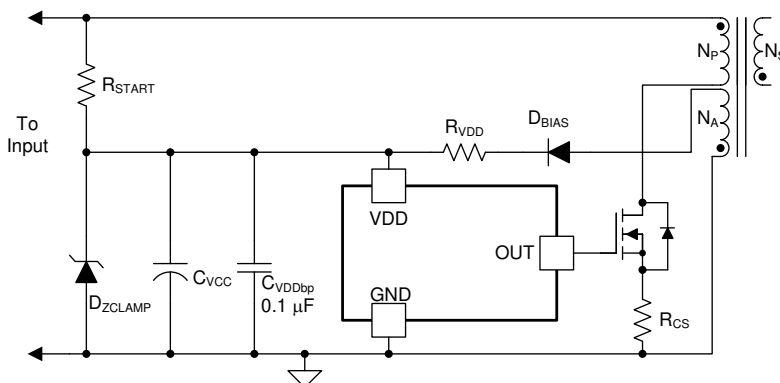 N_P
N_S
R_START
To
Input
R_VDD
D_BIAS
N_A
VDD
OUT
D_ZCLAMP
C_VCC
C_VDDbp
0.1 µF
GND
R_CS